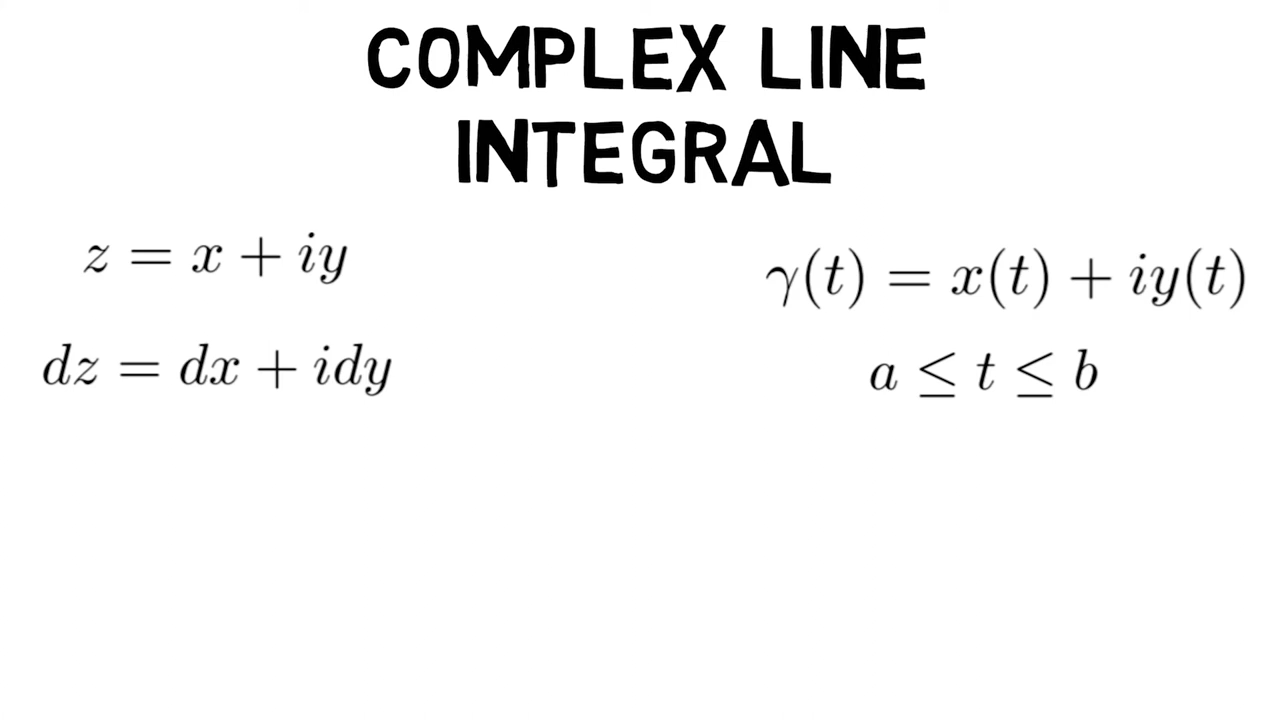 COMPLEX LINE
INTEGRAL
z = x + iy
dz = dx + idy
γ(t) = x(t) + iy(t)
a ≤ t ≤ b